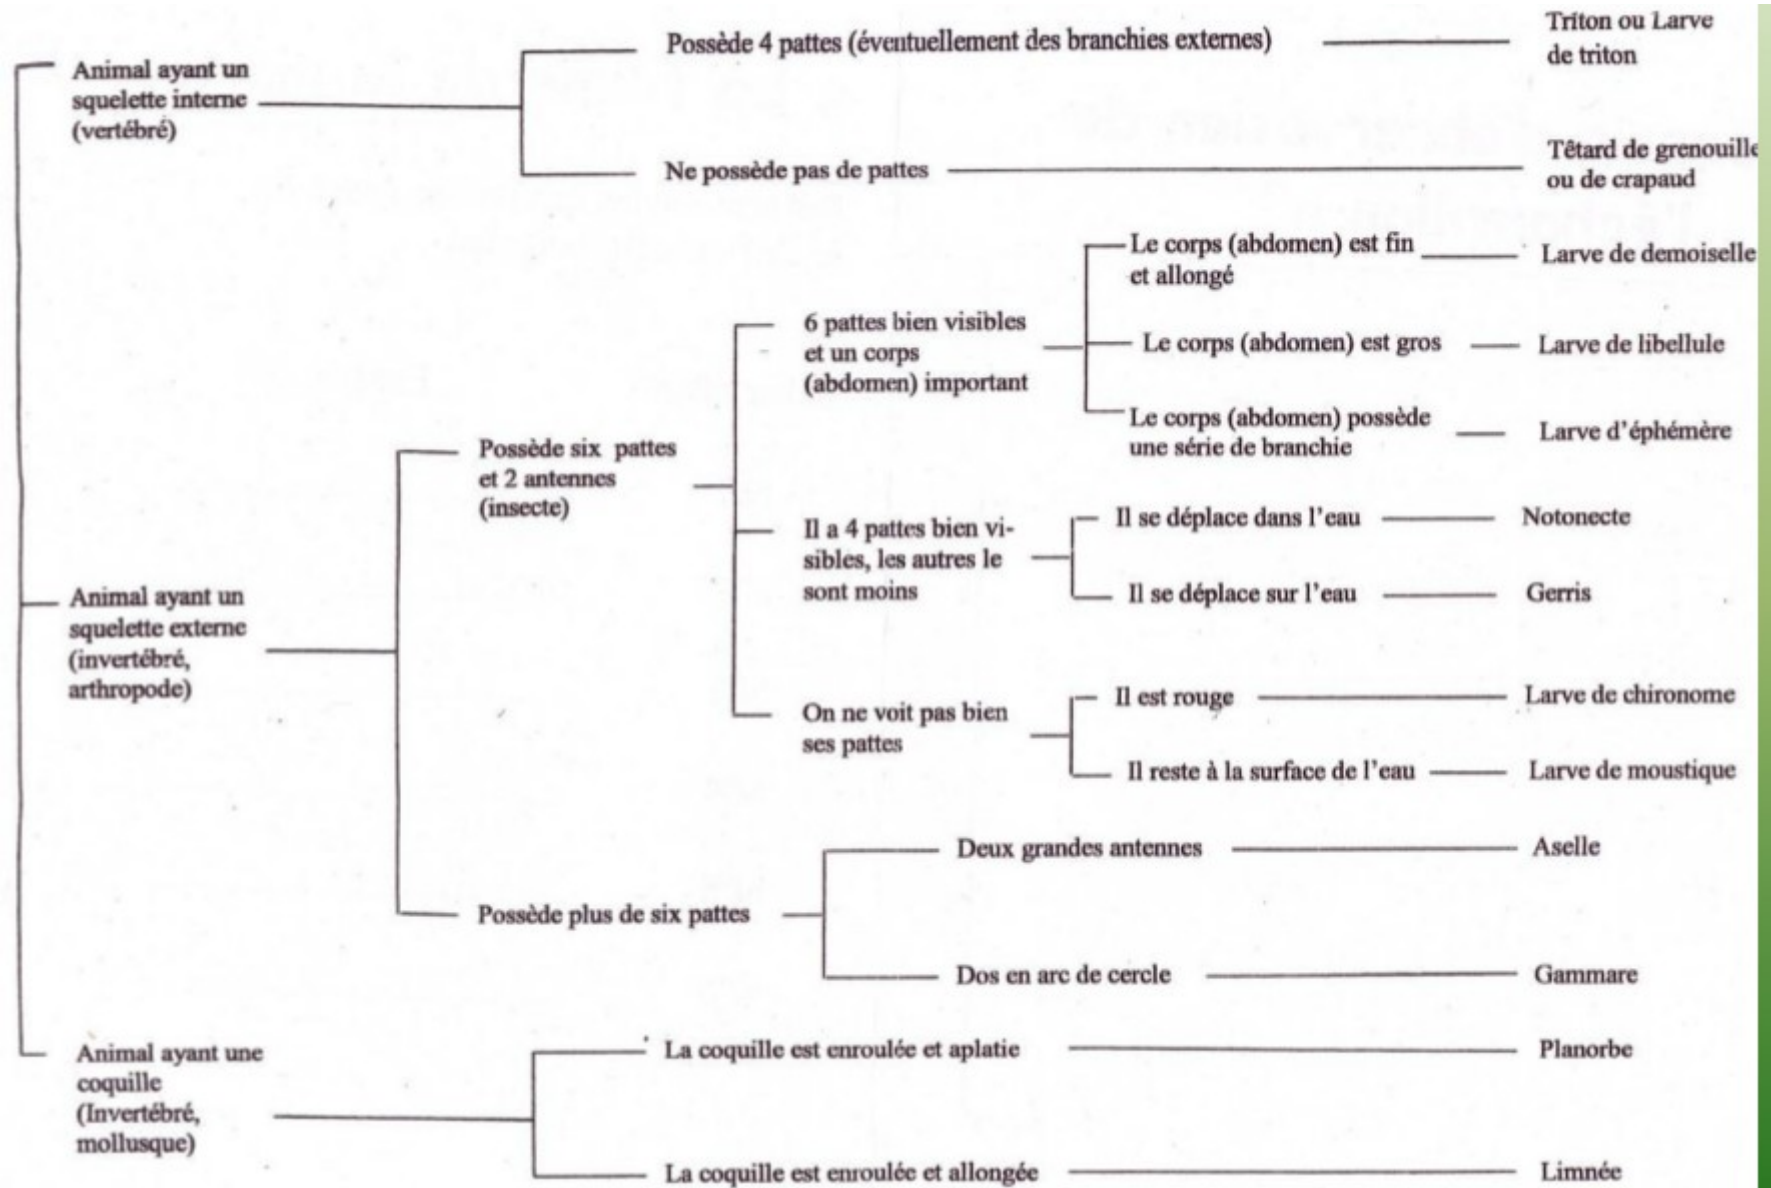 Animal ayant un
squelette interne
(vertébré)
Possède 4 pattes (éventuellement des branchies externes)
Triton ou Larve
de triton
Ne possède pas de pattes
Têtard de grenouille
ou de crapaud
Animal ayant un
squelette externe
(invertébré,
arthropode)
Possède six pattes
et 2 antennes
(insecte)
6 pattes bien visibles
et un corps
(abdomen) important
Le corps (abdomen) est fin
et allongé
Larve de demoiselle
Le corps (abdomen) est gros
Larve de libellule
Le corps (abdomen) possède
une série de branchie
Larve d'éphémère
Il a 4 pattes bien vi-
sibles, les autres le
sont moins
Il se déplace dans l'eau
Notonecte
Il se déplace sur l'eau
Gerris
On ne voit pas bien
ses pattes
Il est rouge
Larve de chironome
Il reste à la surface de l'eau
Larve de moustique
Possède plus de six pattes
Deux grandes antennes
Aselle
Dos en arc de cercle
Gammare
Animal ayant une
coquille
(Invertébré,
mollusque)
La coquille est enroulée et aplatie
Planorbe
La coquille est enroulée et allongée
Limnée